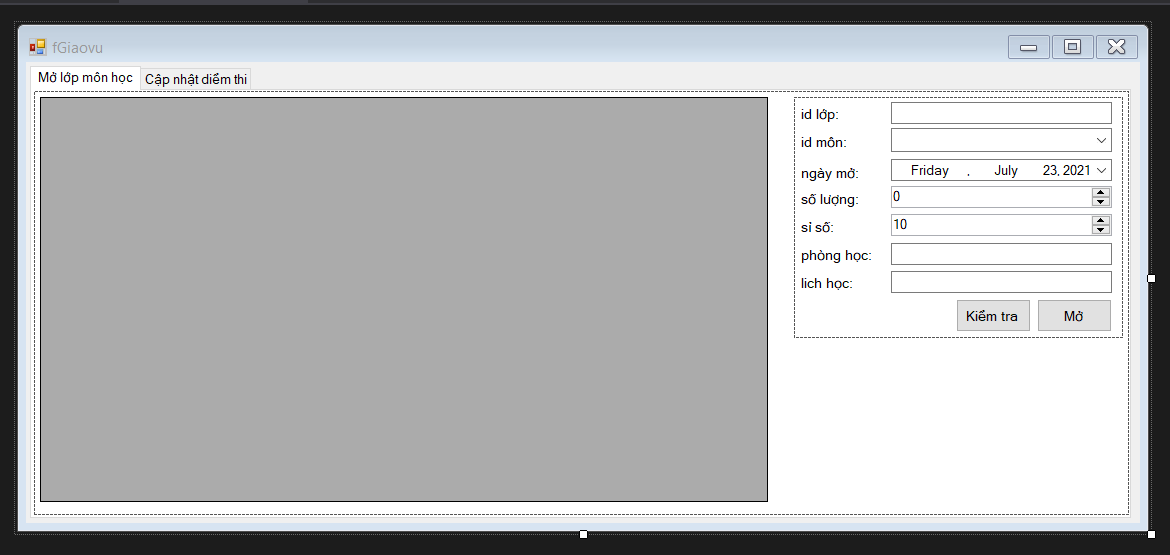 fGiaovu
Mở lớp môn học Cập nhật điểm thi
id lớp:
id môn:
ngày mở: Friday , July 23, 2021
số lượng: 0
sỉ số: 10
phòng học:
lich học:
Kiểm tra Mở